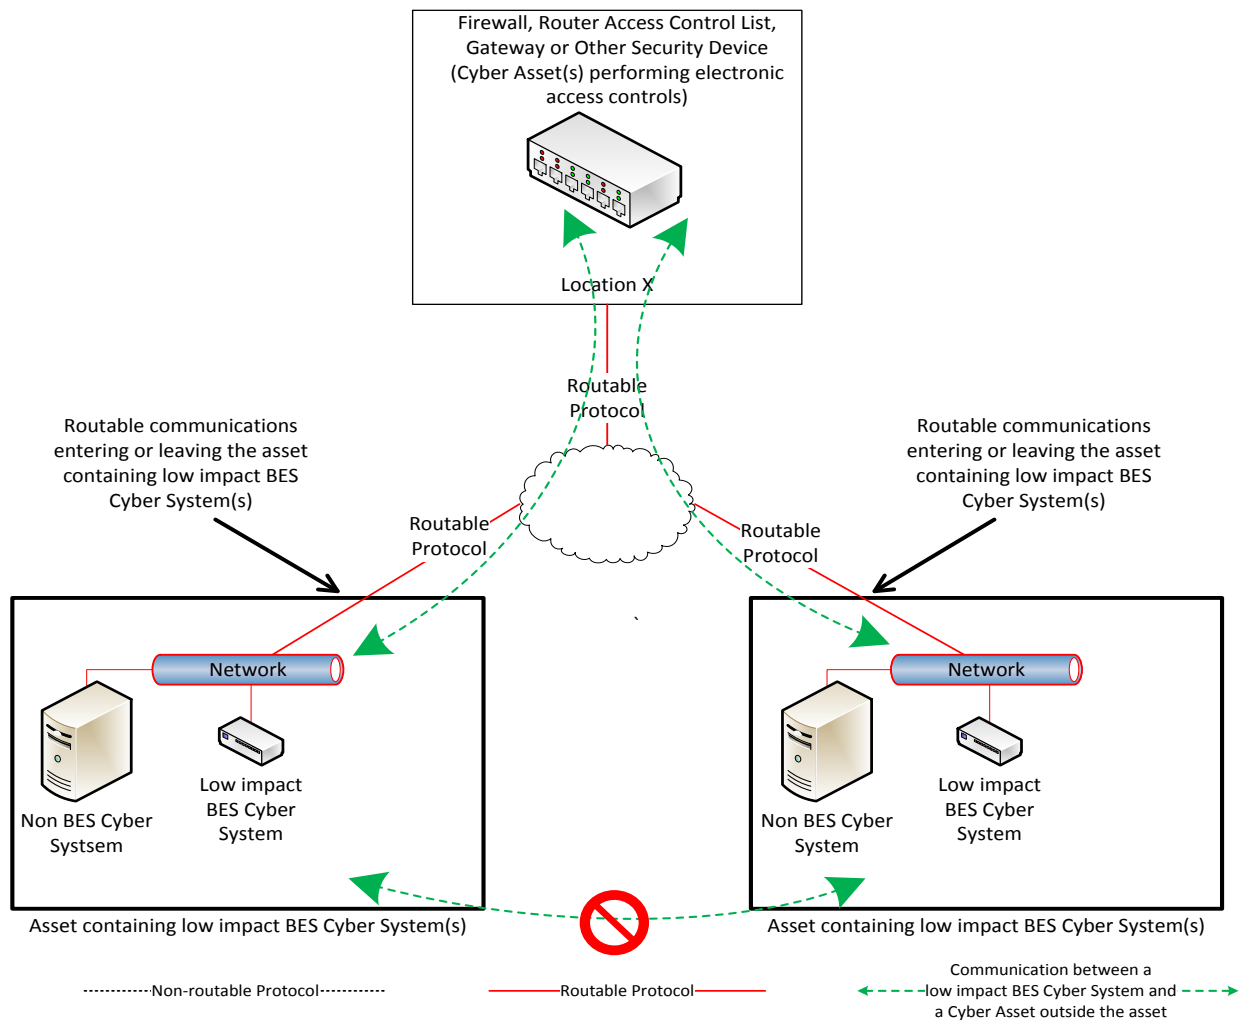 Firewall, Router Access Control List,
Gateway or Other Security Device
(Cyber Asset(s) performing electronic
access controls)
Location X
Routable
Protocol
Routable communications
entering or leaving the asset
containing low impact BES
Cyber System(s)
Routable communications
entering or leaving the asset
containing low impact BES
Cyber System(s)
Routable
Protocol
Routable
Protocol
`
Network
Non BES Cyber
Systsem
Low impact
BES Cyber
System
Network
Non BES Cyber
System
Low impact
BES Cyber
System
Asset containing low impact BES Cyber System(s)
Asset containing low impact BES Cyber System(s)
Non-routable Protocol
Routable Protocol
Communication between a
low impact BES Cyber System and
a Cyber Asset outside the asset